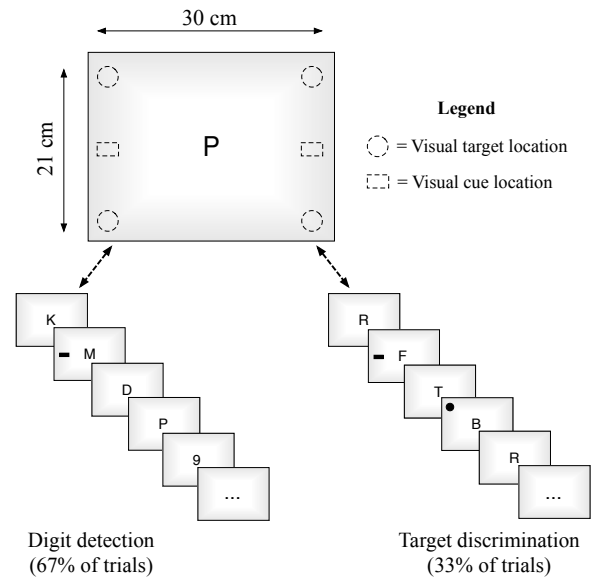 30 cm
21 cm
P
Legend
= Visual target location
= Visual cue location
K
M
D
P
9
...
R
F
T
B
R
...
Digit detection
(67% of trials)
Target discrimination
(33% of trials)